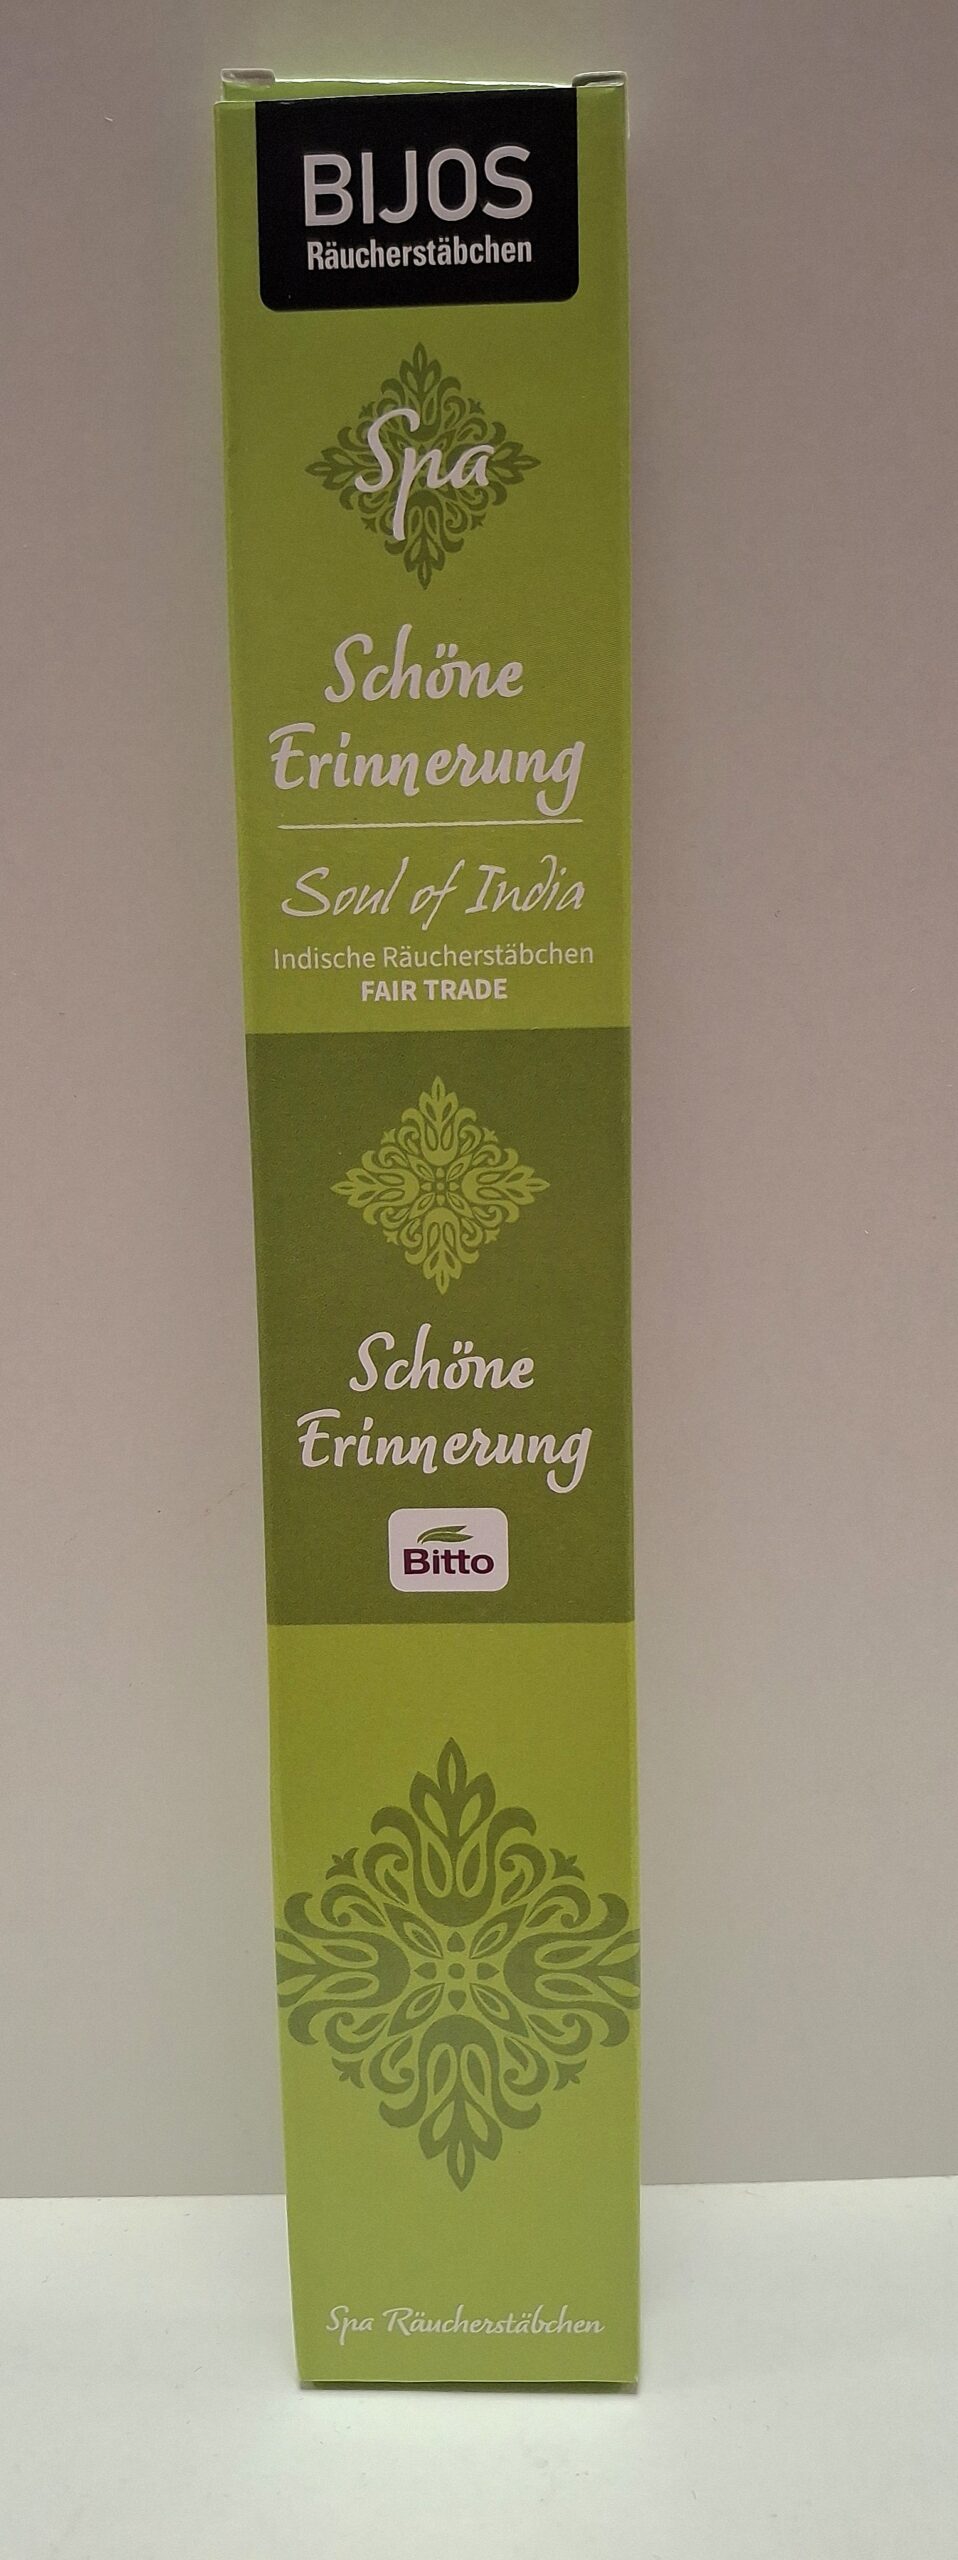 BIJOS
Räucherstäbchen
Spa
Schöne
Erinnerung
Soul of India
Indische Räucherstäbchen
FAIR TRADE
Schöne
Erinnerung
Bitto
Spa Räucherstäbchen